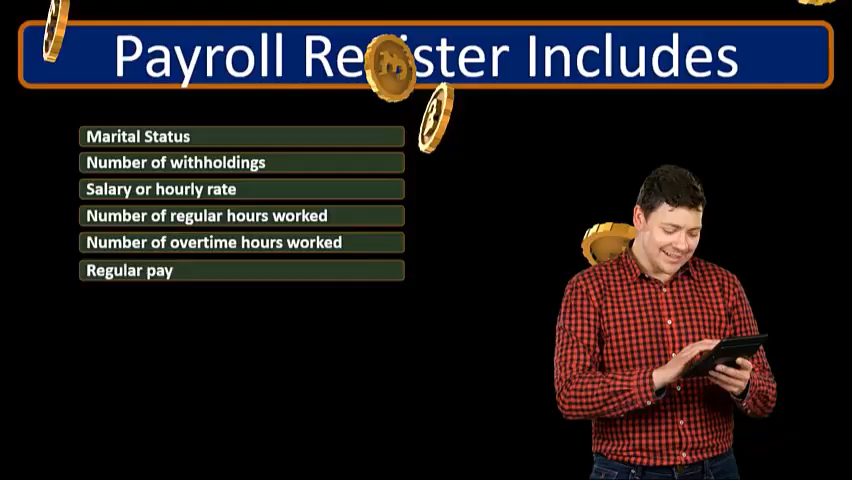 Payroll Register Includes
Marital Status
Number of withholdings
Salary or hourly rate
Number of regular hours worked
Number of overtime hours worked
Regular pay